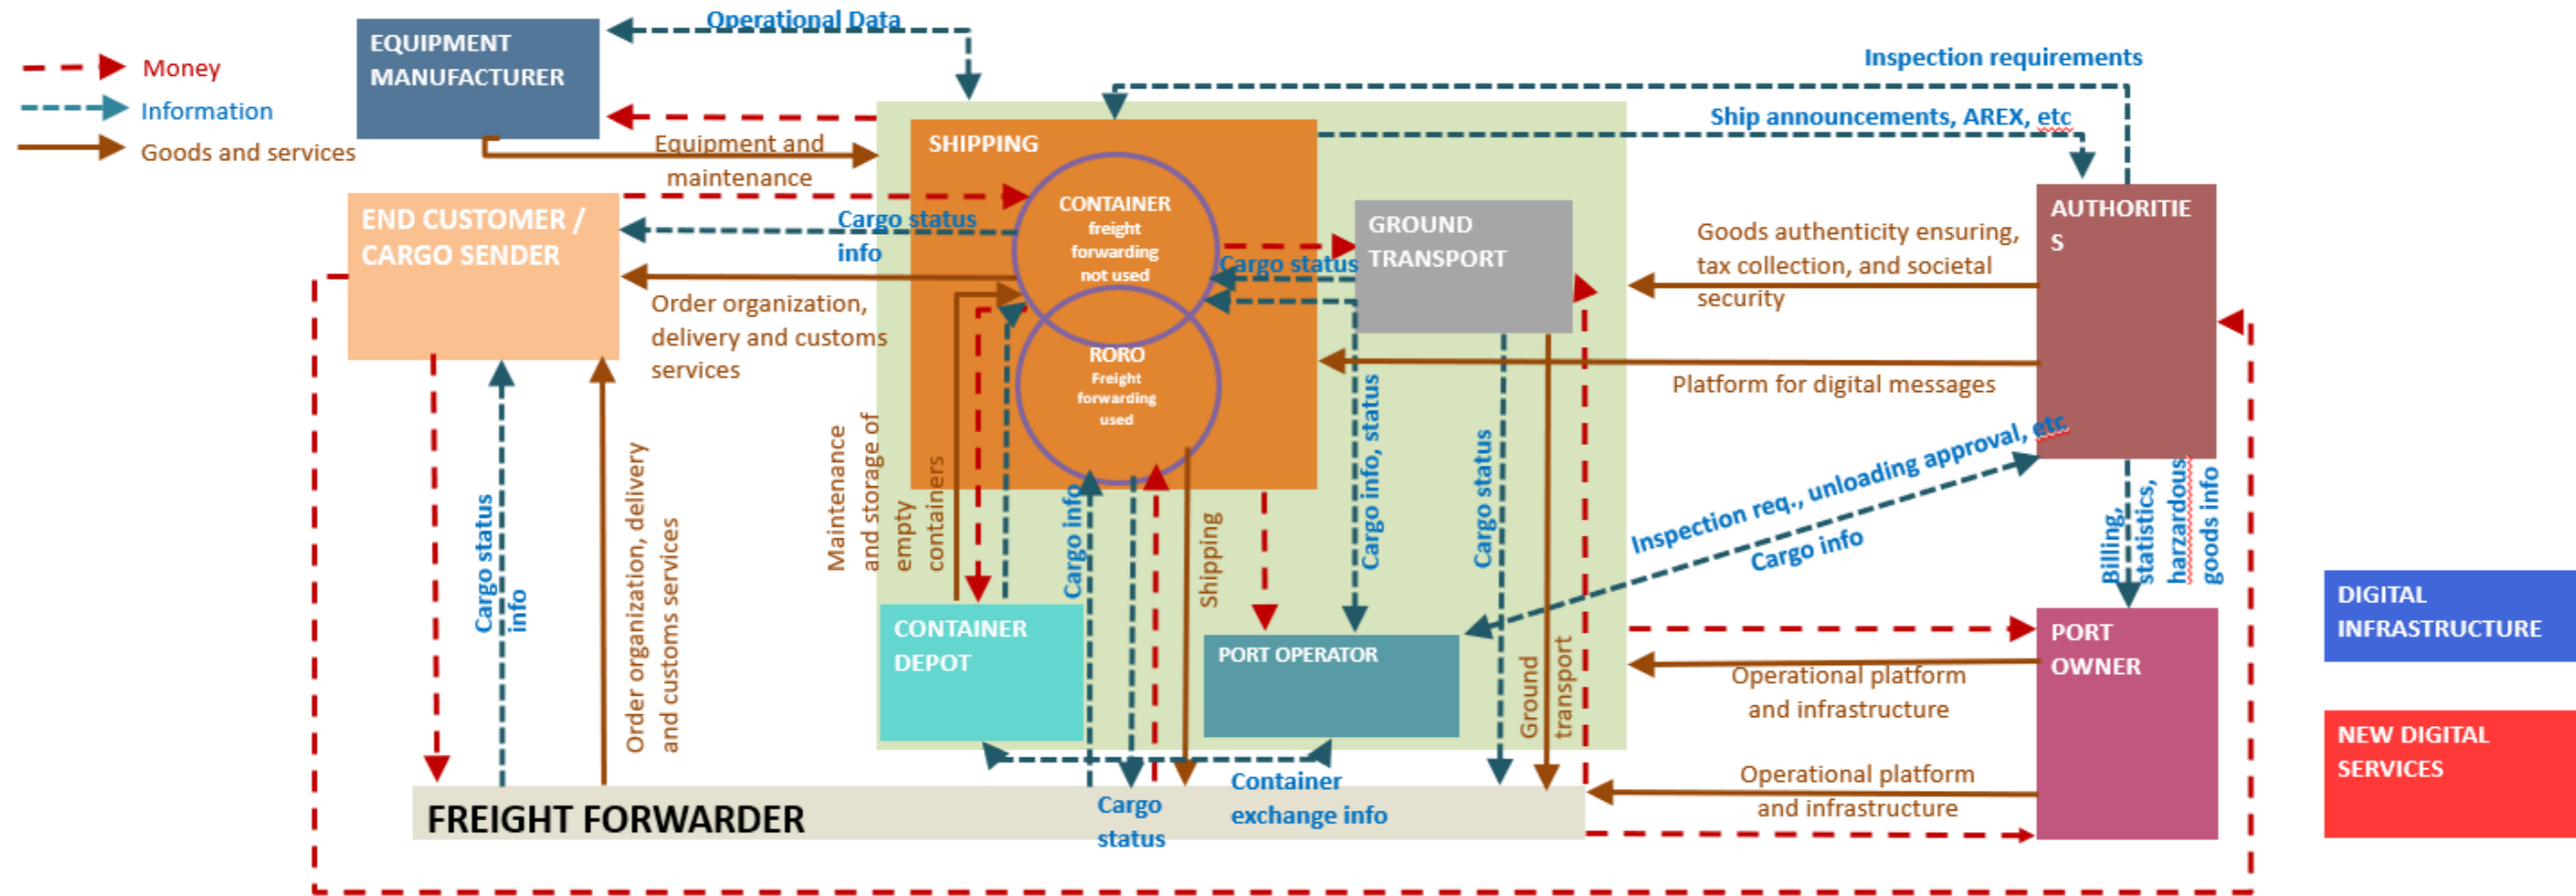 Operational Data
EQUIPMENT
MANUFACTURER
Money
Information
Goods and services
Inspection requirements
Ship announcements, AREX, etc
Equipment and
maintenance
SHIPPING
END CUSTOMER /
CARGO SENDER
Cargo status
info
Order organization,
delivery and customs
services
CONTAINER
freight
forwarding
not used
RORO
Freight
forwarding
used
Cargo status
GROUND
TRANSPORT
AUTHORITIE
S
Goods authenticity ensuring,
tax collection, and societal
security
Platform for digital messages
Cargo status
info
Order organization, delivery
and customs services
Maintenance
and storage of
empty
containers
Cargo info
Shipping
Cargo info, status
Cargo status
Ground
transport
Inspection req., unloading approval, etc
Cargo info
Billing,
statistics,
harzardous
goods info
CONTAINER
DEPOT
PORT OPERATOR
PORT
OWNER
Operational platform
and infrastructure
Operational platform
and infrastructure
DIGITAL
INFRASTRUCTURE
NEW DIGITAL
SERVICES
FREIGHT FORWARDER
Cargo
status
Container
exchange info